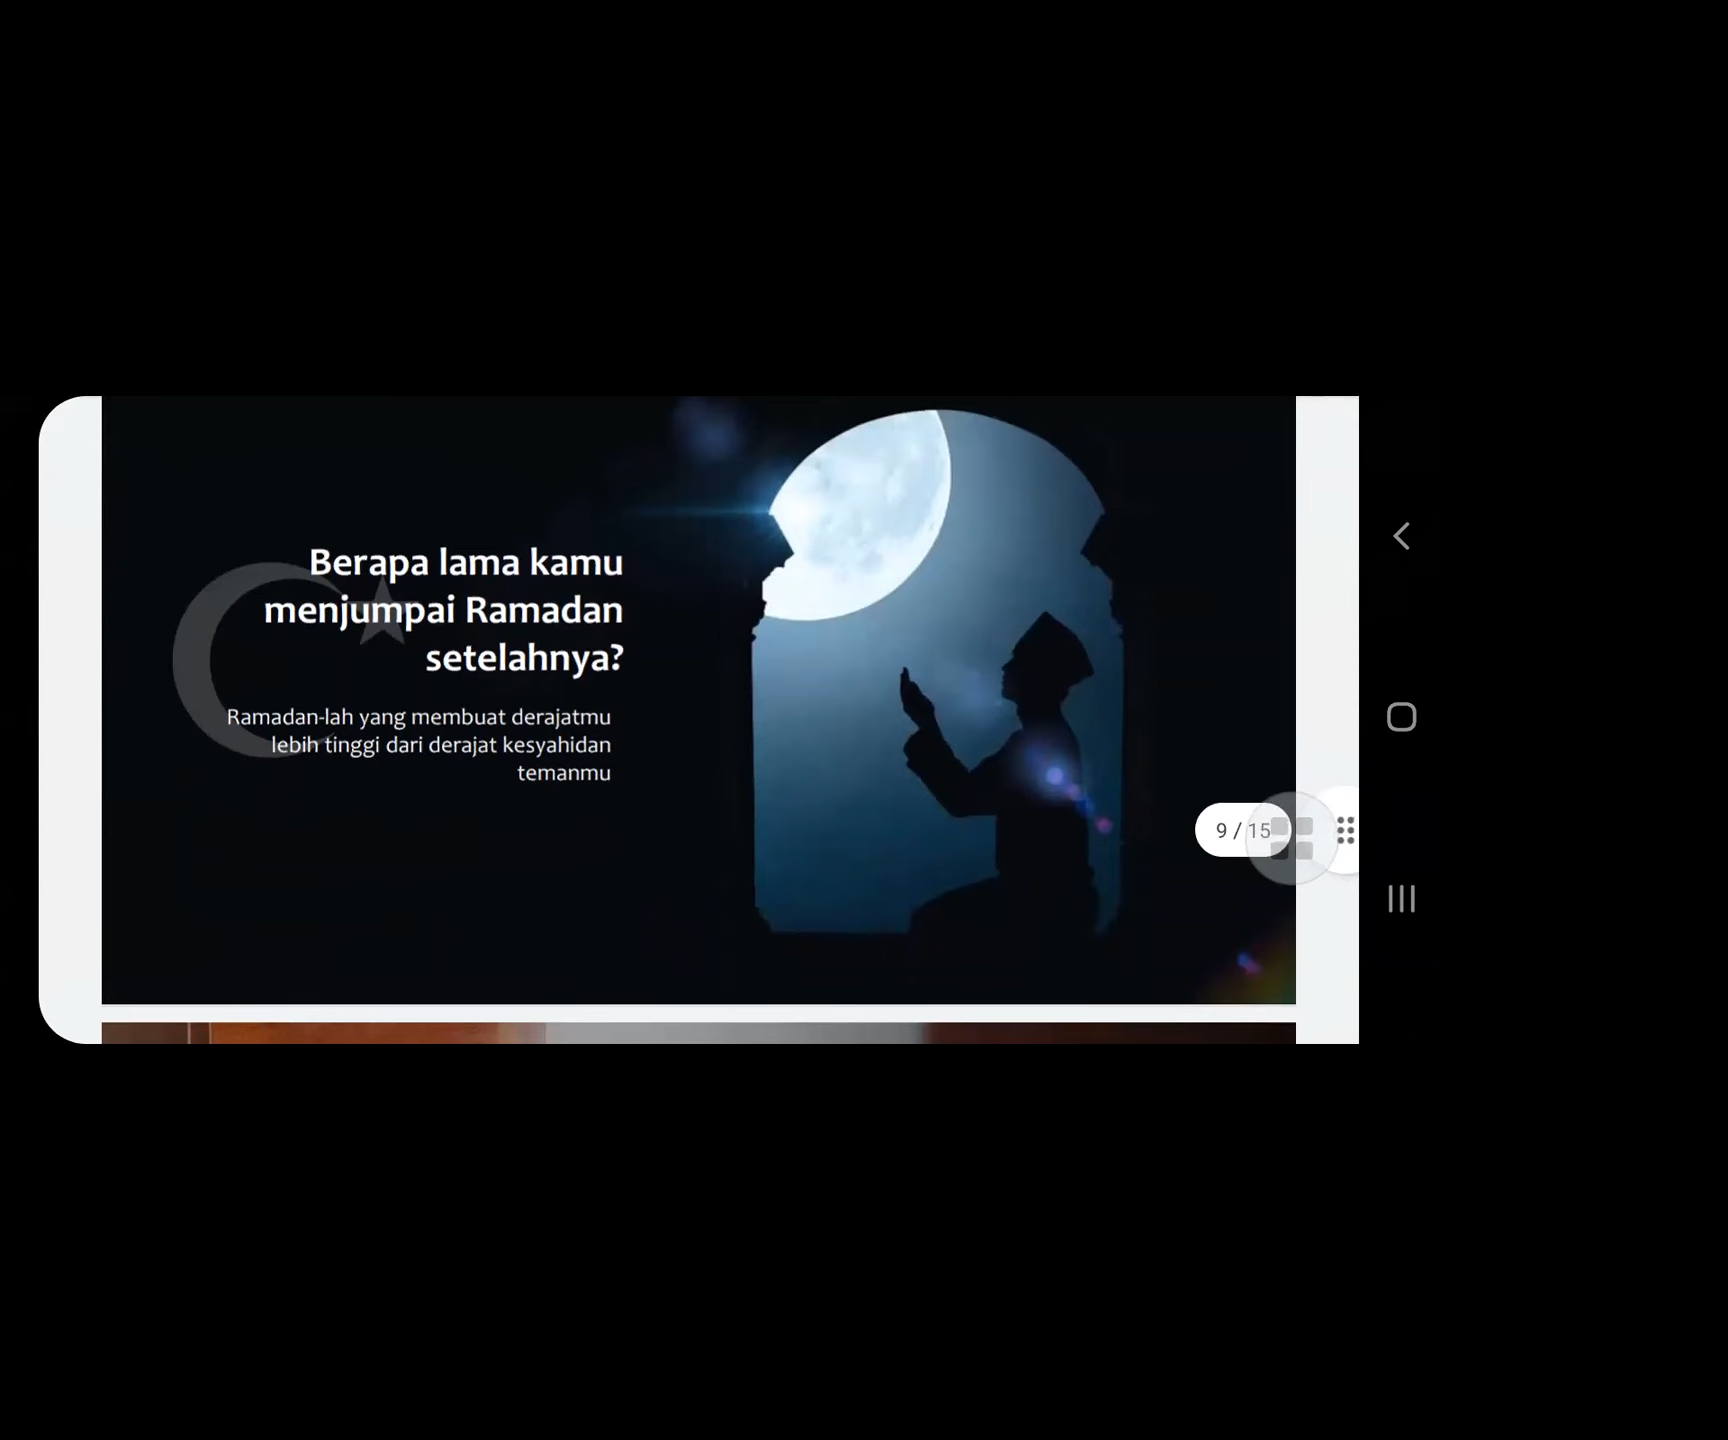 Berapa lama kamu
menjumpai Ramadan
setelahnya?
Ramadan-lah yang membuat derajatmu
lebih tinggi dari derajat kesyahidan
temanmu
9 / 15